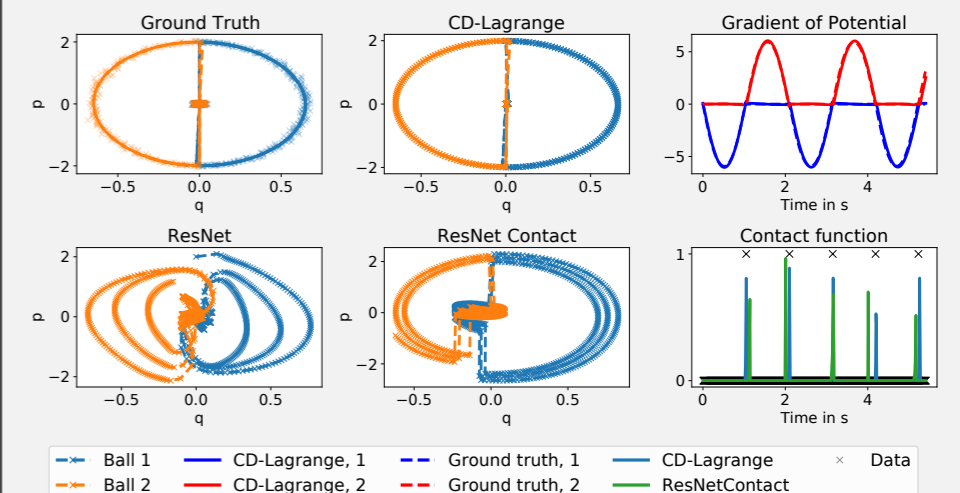 Ground Truth
CD-Lagrange
Gradient of Potential
p
2
0
−2
−0.5
0.0
0.5
q
p
2
0
−2
−0.5
0.0
0.5
q
5
0
−5
0
2
4
Time in s
ResNet
ResNet Contact
Contact function
p
2
0
−2
−0.5
0.0
0.5
q
p
2
0
−2
−0.5
0.0
0.5
q
1
0
0
2
4
Time in s
Ball 1
CD-Lagrange, 1
Ground truth, 1
CD-Lagrange
Data
Ball 2
CD-Lagrange, 2
Ground truth, 2
ResNetContact